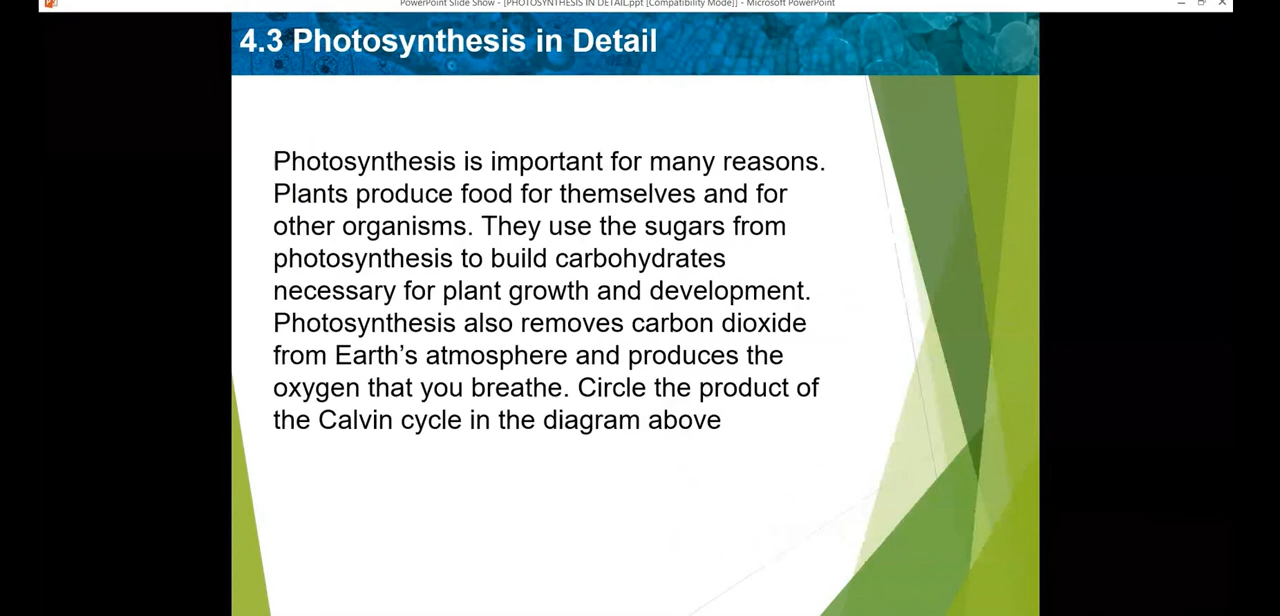 PowerPoint Slide Show - [PHOTOSYNTHESIS IN DETAIL.ppt [Compatibility Mode]] - Microsoft PowerPoint
4.3 Photosynthesis in Detail
Photosynthesis is important for many reasons.
Plants produce food for themselves and for
other organisms. They use the sugars from
photosynthesis to build carbohydrates
necessary for plant growth and development.
Photosynthesis also removes carbon dioxide
from Earth’s atmosphere and produces the
oxygen that you breathe. Circle the product of
the Calvin cycle in the diagram above